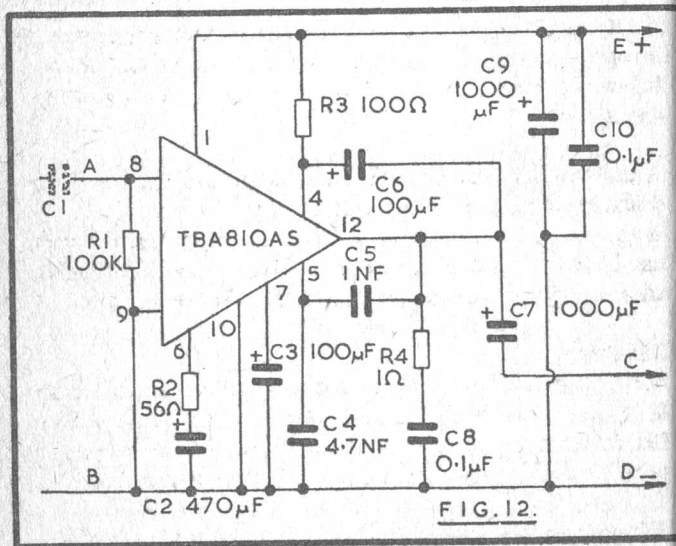 E +
C9
1000
µF
+
R3 100Ω
C10
0·1µF
1
A
8
+
C6
100µF
C1
4
R1
100K
TBA810AS
12
C5
1NF
5
7
9
10
C7
1000µF
+
6
+
C3
100µF
R4
1Ω
C
R2
56Ω
+
C4
4·7NF
C8
0·1µF
B
D −
C2 470µF
FIG.12.